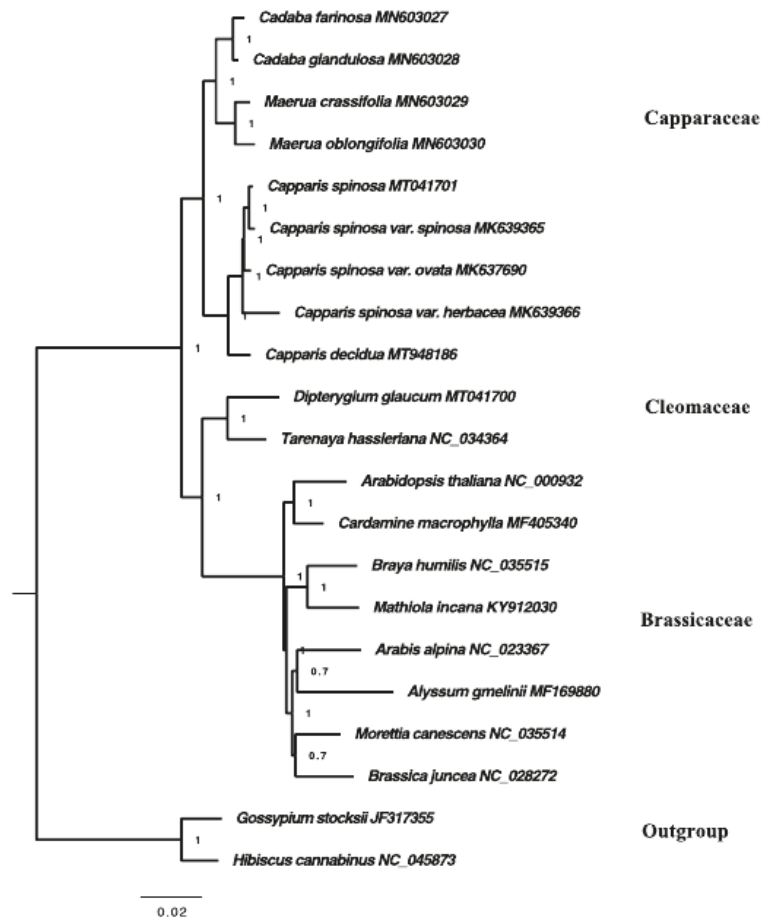 Cadaba farinosa MN603027
1
Cadaba glandulosa MN603028
1
Maerua crassifolia MN603029
Capparaceae
1
Maerua oblongifolia MN603030
Capparis spinosa MT041701
1
1
Capparis spinosa var. spinosa MK639365
1
Capparis spinosa var. ovata MK637690
1
Capparis spinosa var. herbacea MK639366
1
1
Capparis decidua MT948186
Dipterygium glaucum MT041700
Cleomaceae
1
Tarenaya hassleriana NC_034364
Arabidopsis thaliana NC_000932
1
1
Cardamine macrophylla MF405340
Braya humilis NC_035515
1
1
Mathiola incana KY912030
Brassicaceae
Arabis alpina NC_023367
1
0.7
Alyssum gmelinii MF169880
1
Morettia canescens NC_035514
0.7
Brassica juncea NC_028272
Gossypium stocksii JF317355
Outgroup
1
Hibiscus cannabinus NC_045873
0.02